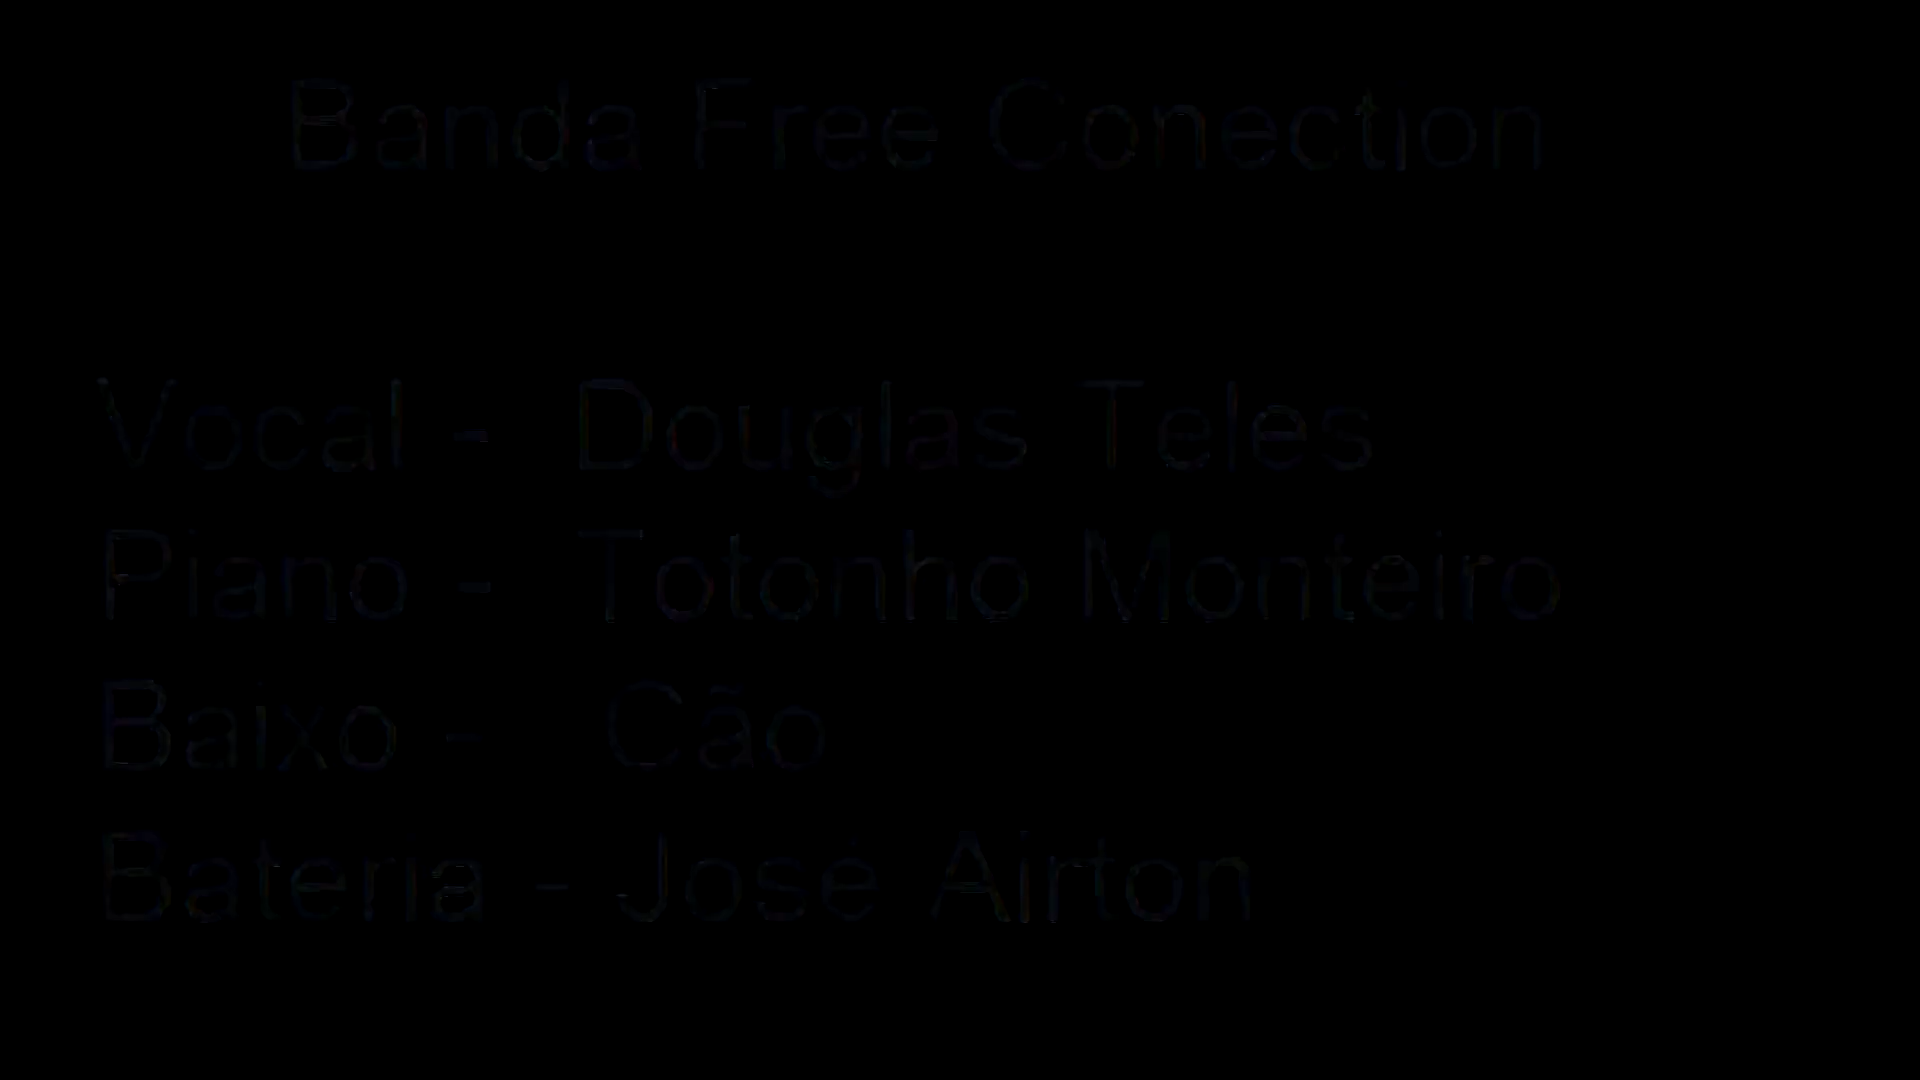 Banda Free Conection
Vocal - Douglas Teles
Piano - Totonho Monteiro
Baixo - Cão
Bateria - José Airton